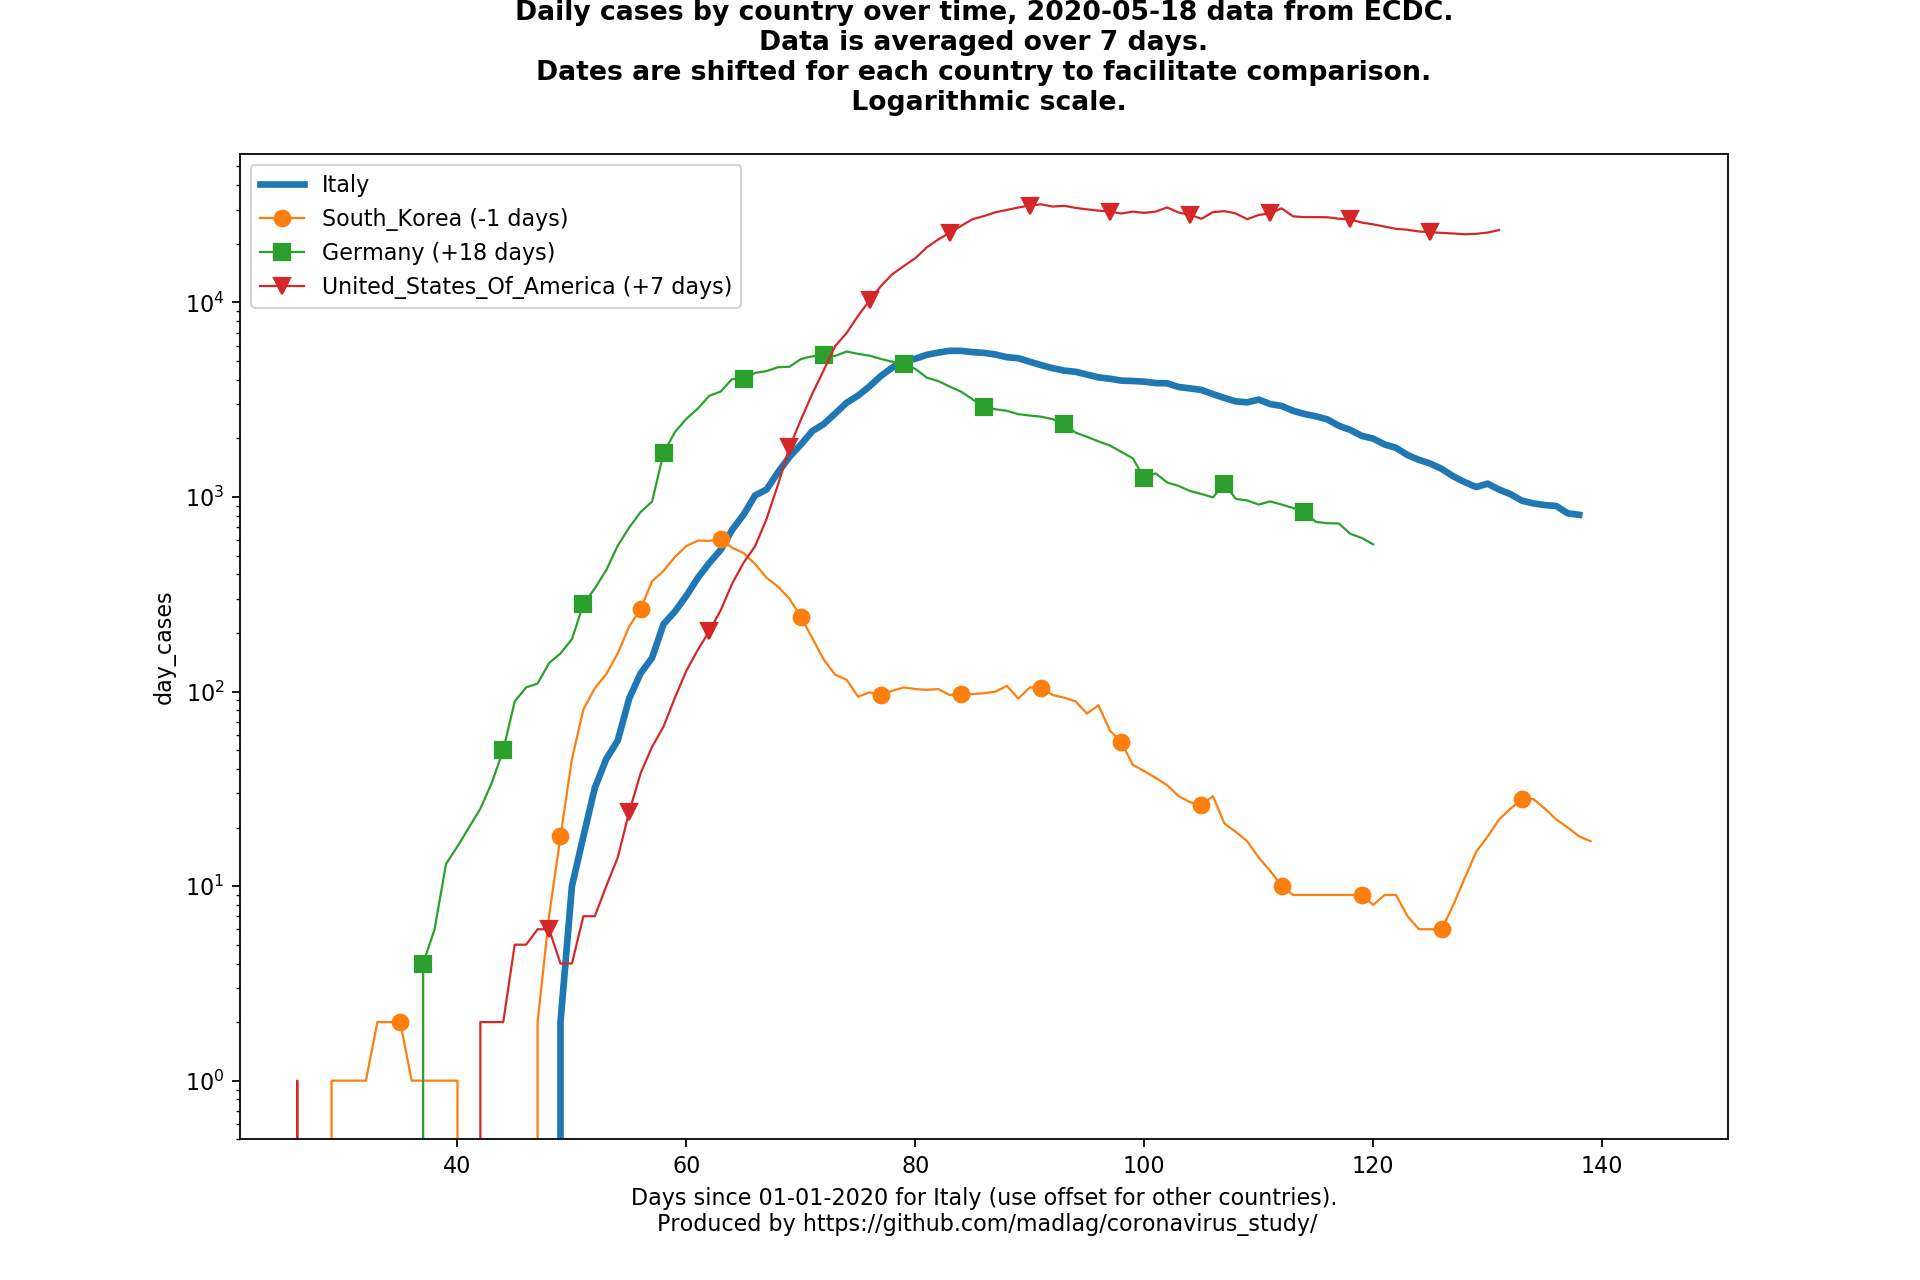 Daily cases by country over time, 2020-05-18 data from ECDC.
Data is averaged over 7 days.
Dates are shifted for each country to facilitate comparison.
Logarithmic scale.
Italy
South_Korea (-1 days)
Germany (+18 days)
United_States_Of_America (+7 days)
day_cases
10⁴
10³
10²
10¹
10⁰
40 60 80 100 120 140
Days since 01-01-2020 for Italy (use offset for other countries).
Produced by https://github.com/madlag/coronavirus_study/